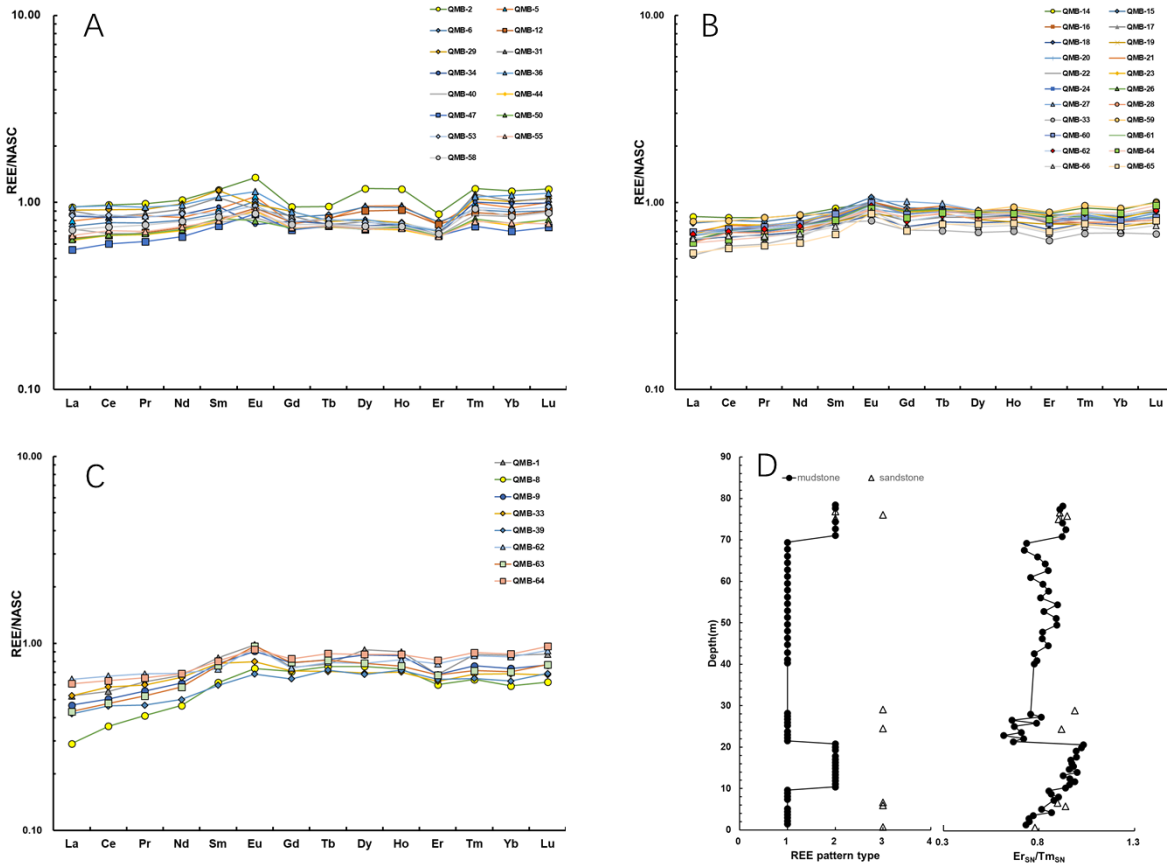 A
REE/NASC
10.00
1.00
0.10
QMB-2 QMB-5
QMB-6 QMB-12
QMB-29 QMB-31
QMB-34 QMB-36
QMB-40 QMB-44
QMB-47 QMB-50
QMB-53 QMB-55
QMB-58
La Ce Pr Nd Sm Eu Gd Tb Dy Ho Er Tm Yb Lu
B
REE/NASC
10.00
1.00
0.10
QMB-14 QMB-15
QMB-16 QMB-17
QMB-18 QMB-19
QMB-20 QMB-21
QMB-22 QMB-23
QMB-24 QMB-26
QMB-27 QMB-28
QMB-33 QMB-59
QMB-60 QMB-61
QMB-62 QMB-64
QMB-66 QMB-65
La Ce Pr Nd Sm Eu Gd Tb Dy Ho Er Tm Yb Lu
C
REE/NASC
10.00
1.00
0.10
QMB-1
QMB-8
QMB-9
QMB-33
QMB-39
QMB-62
QMB-63
QMB-64
La Ce Pr Nd Sm Eu Gd Tb Dy Ho Er Tm Yb Lu
D
mudstone sandstone
Depth(m)
90
80
70
60
50
40
30
20
10
0
0 1 2 3 4
REE pattern type
0.3 0.8 1.3
ErSN/TmSN